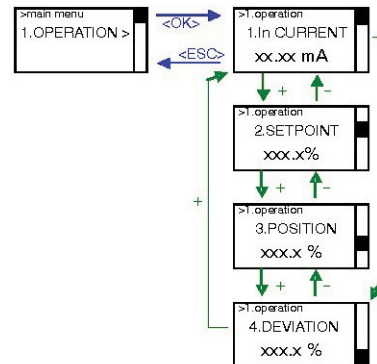 >main menu
1.OPERATION >
<OK>
<ESC>
>1.operation
1.In CURRENT
xx.xx mA
+
-
-
>1.operation
2.SETPOINT
xxx.x%
+
-
+
>1.operation
3.POSITION
xxx.x %
+
-
>1.operation
4.DEVIATION
xxx.x %